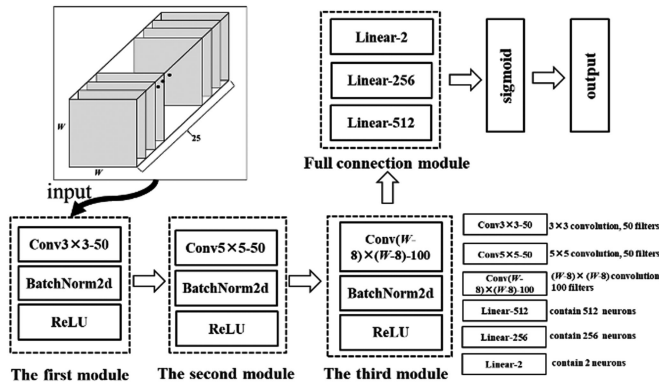 W
W
25
input
Linear-2
Linear-256
Linear-512
Full connection module
sigmoid
output
Conv3×3-50
BatchNorm2d
ReLU
The first module
Conv5×5-50
BatchNorm2d
ReLU
The second module
Conv(W-
8)×(W-8)-100
BatchNorm2d
ReLU
The third module
Conv3×3-50 3×3 convolution, 50 filters
Conv5×5-50 5×5 convolution, 50 filters
Conv(W-
8)×(W-8)-100
(W-8)× (W-8) convolution
100 filters
Linear-512 contain 512 neurons
Linear-256 contain 256 neurons
Linear-2 contain 2 neurons